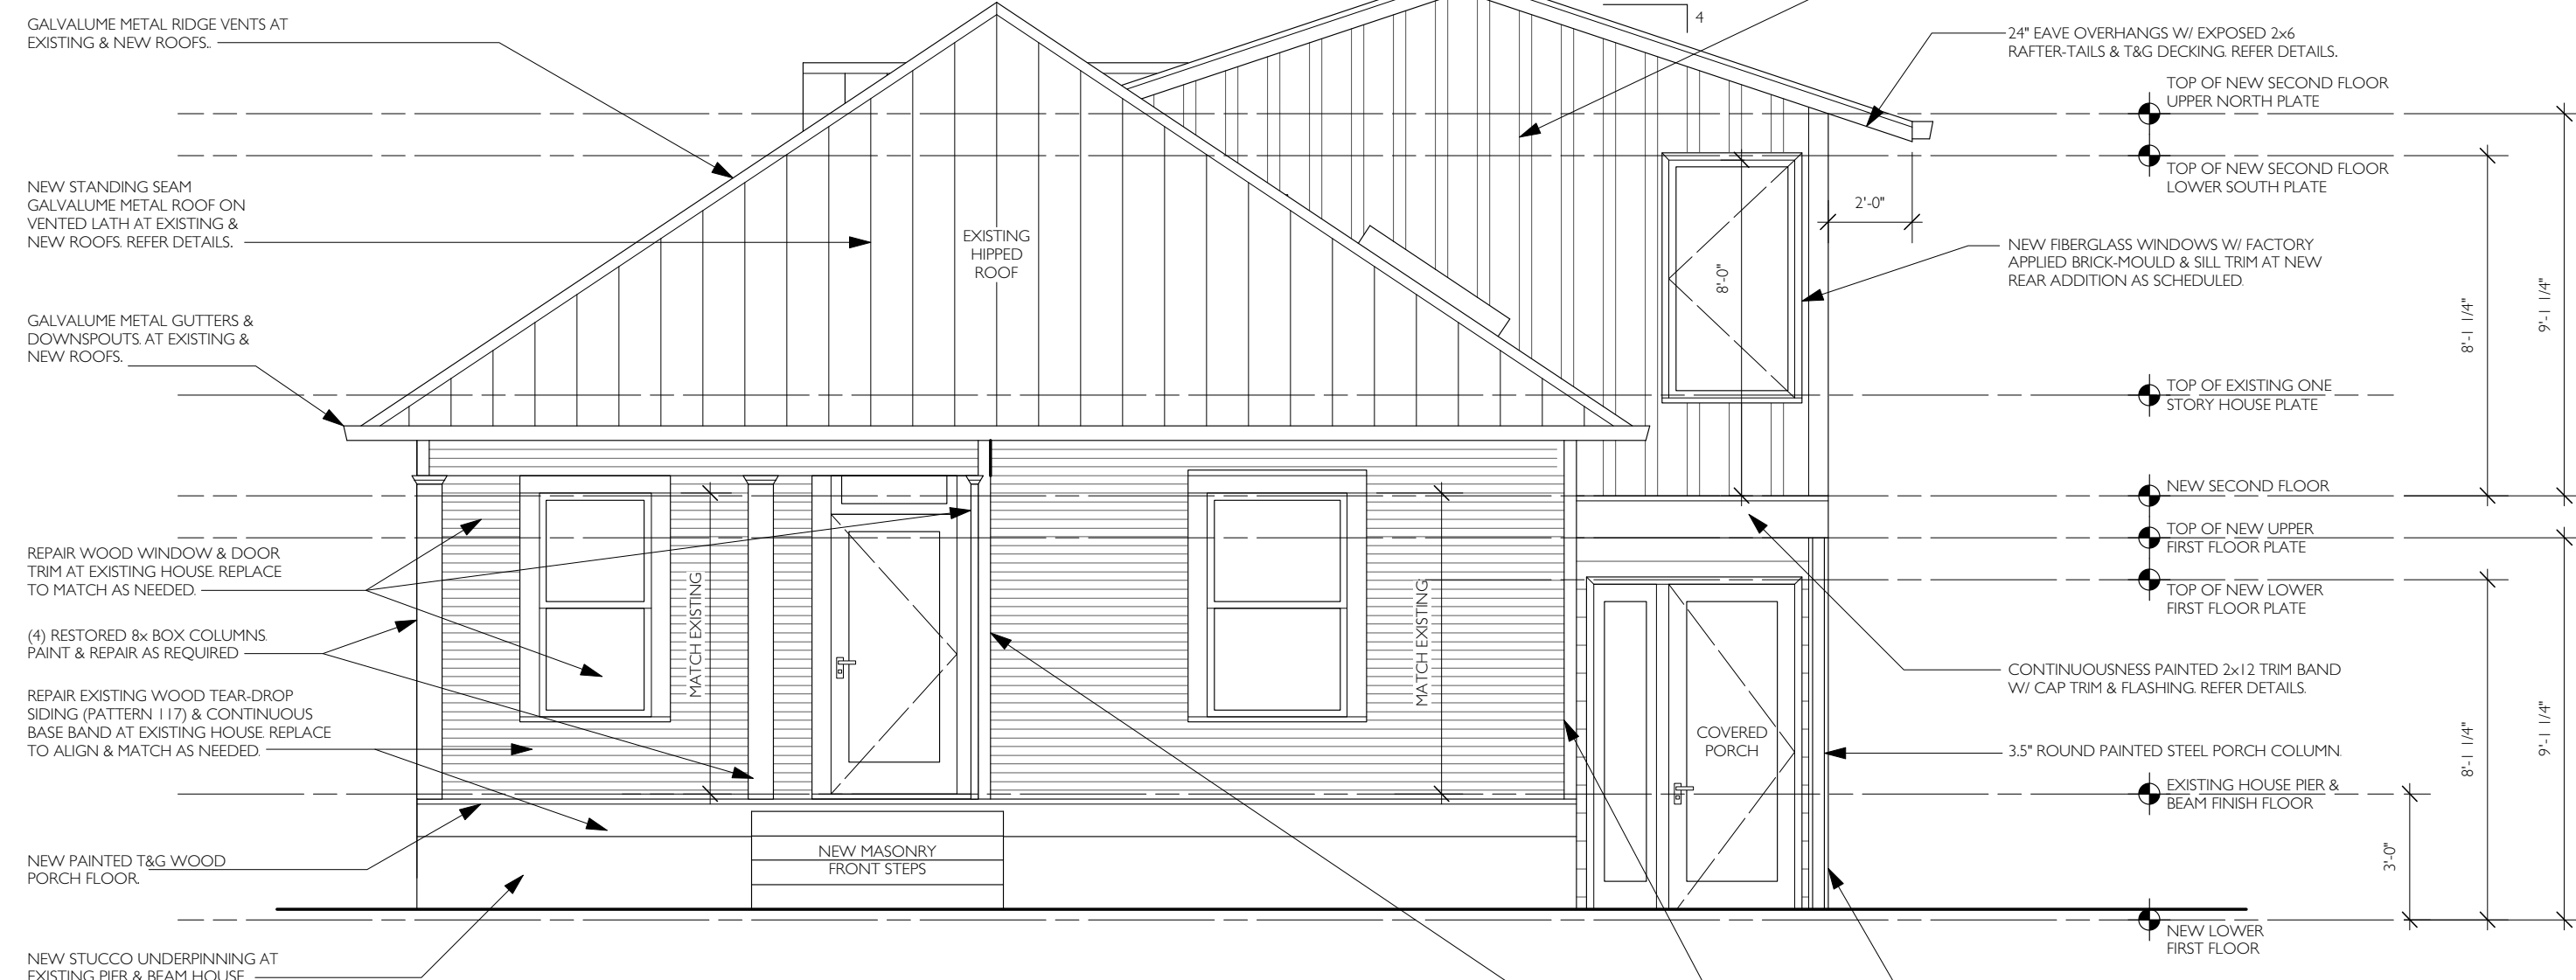 GALVALUME METAL RIDGE VENTS AT
EXISTING & NEW ROOFS..
NEW STANDING SEAM
GALVALUME METAL ROOF ON
VENTED LATH AT EXISTING &
NEW ROOFS. REFER DETAILS.
GALVALUME METAL GUTTERS &
DOWNSPOUTS. AT EXISTING &
NEW ROOFS.
REPAIR WOOD WINDOW & DOOR
TRIM AT EXISTING HOUSE. REPLACE
TO MATCH AS NEEDED.
(4) RESTORED 8x BOX COLUMNS.
PAINT & REPAIR AS REQUIRED
REPAIR EXISTING WOOD TEAR-DROP
SIDING (PATTERN 117) & CONTINUOUS
BASE BAND AT EXISTING HOUSE. REPLACE
TO ALIGN & MATCH AS NEEDED.
NEW PAINTED T&G WOOD
PORCH FLOOR.
NEW STUCCO UNDERPINNING AT
EXISTING PIER & BEAM HOUSE
EXISTING
HIPPED
ROOF
MATCH EXISTING
MATCH EXISTING
NEW MASONRY
FRONT STEPS
COVERED
PORCH
4
8'-0"
2'-0"
24" EAVE OVERHANGS W/ EXPOSED 2x6
RAFTER-TAILS & T&G DECKING. REFER DETAILS.
TOP OF NEW SECOND FLOOR
UPPER NORTH PLATE
TOP OF NEW SECOND FLOOR
LOWER SOUTH PLATE
NEW FIBERGLASS WINDOWS W/ FACTORY
APPLIED BRICK-MOULD & SILL TRIM AT NEW
REAR ADDITION AS SCHEDULED.
TOP OF EXISTING ONE
STORY HOUSE PLATE
NEW SECOND FLOOR
TOP OF NEW UPPER
FIRST FLOOR PLATE
TOP OF NEW LOWER
FIRST FLOOR PLATE
CONTINUOUSNESS PAINTED 2x12 TRIM BAND
W/ CAP TRIM & FLASHING. REFER DETAILS.
3.5" ROUND PAINTED STEEL PORCH COLUMN.
EXISTING HOUSE PIER &
BEAM FINISH FLOOR
NEW LOWER
FIRST FLOOR
8'-1 1/4"
9'-1 1/4"
3'-0"
8'-1 1/4"
9'-1 1/4"